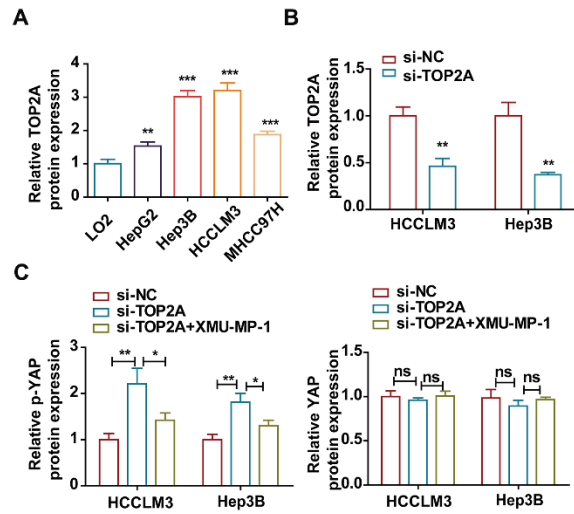 A
Relative TOP2A
protein expression
4
3
2
1
0
** *** *** ***
LO2 HepG2 Hep3B HCCLM3 MHCC97H
B
si-NC
si-TOP2A
Relative TOP2A
protein expression
1.5
1.0
0.5
0.0
** **
HCCLM3 Hep3B
C
si-NC
si-TOP2A
si-TOP2A+XMU-MP-1
Relative p-YAP
protein expression
3
2
1
0
** * ** *
HCCLM3 Hep3B
si-NC
si-TOP2A
si-TOP2A+XMU-MP-1
Relative YAP
protein expression
1.5
1.0
0.5
0.0
ns ns ns ns
HCCLM3 Hep3B